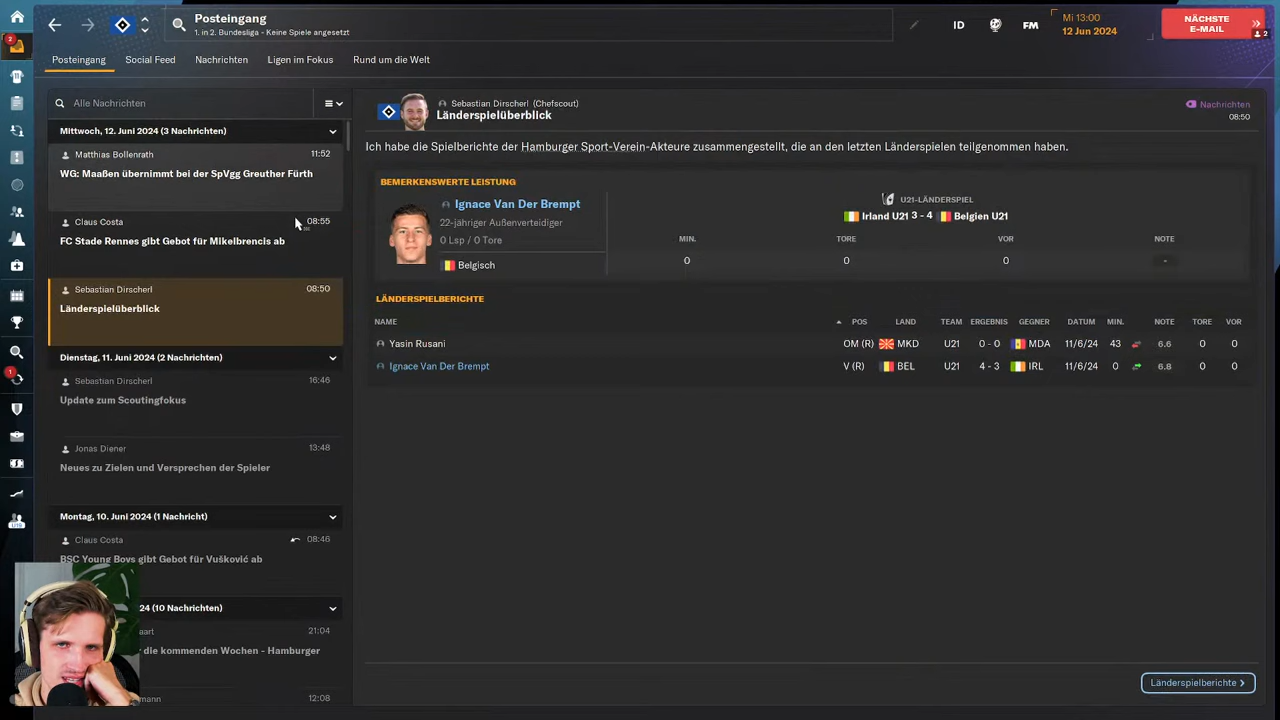 Posteingang
1. in 2. Bundesliga - Keine Spiele angesetzt
ID
FM
Mi 13:00
12 Jun 2024
NÄCHSTE
E-MAIL
2
2
Posteingang
Social Feed
Nachrichten
Ligen im Fokus
Rund um die Welt
Alle Nachrichten
Mittwoch, 12. Juni 2024 (3 Nachrichten)
Matthias Bollenrath
11:52
WG: Maaßen übernimmt bei der SpVgg Greuther Fürth
Claus Costa
08:55
FC Stade Rennes gibt Gebot für Mikelbrencis ab
Sebastian Dirscherl
08:50
Länderspielüberblick
Dienstag, 11. Juni 2024 (2 Nachrichten)
Sebastian Dirscherl
16:46
Update zum Scoutingfokus
Jonas Diener
13:48
Neues zu Zielen und Versprechen der Spieler
Montag, 10. Juni 2024 (1 Nachricht)
Claus Costa
08:46
BSC Young Boys gibt Gebot für Vušković ab
24 (10 Nachrichten)
aart
21:04
die kommenden Wochen - Hamburger
mann
12:08
1
U19
Sebastian Dirscherl (Chefscout)
Länderspielüberblick
Nachrichten
08:50
Ich habe die Spielberichte der Hamburger Sport-Verein-Akteure zusammengestellt, die an den letzten Länderspielen teilgenommen haben.
BEMERKENSWERTE LEISTUNG
Ignace Van Der Brempt
22-jähriger Außenverteidiger
0 Lsp / 0 Tore
Belgisch
U21-LÄNDERSPIEL
Irland U21 3 - 4 Belgien U21
MIN. TORE VOR NOTE
0 0 0 -
LÄNDERSPIELBERICHTE
NAME POS LAND TEAM ERGEBNIS GEGNER DATUM MIN. NOTE TORE VOR
Yasin Rusani OM (R) MKD U21 0 - 0 MDA 11/6/24 43 6.6 0 0
Ignace Van Der Brempt V (R) BEL U21 4 - 3 IRL 11/6/24 0 6.8 0 0
Länderspielberichte